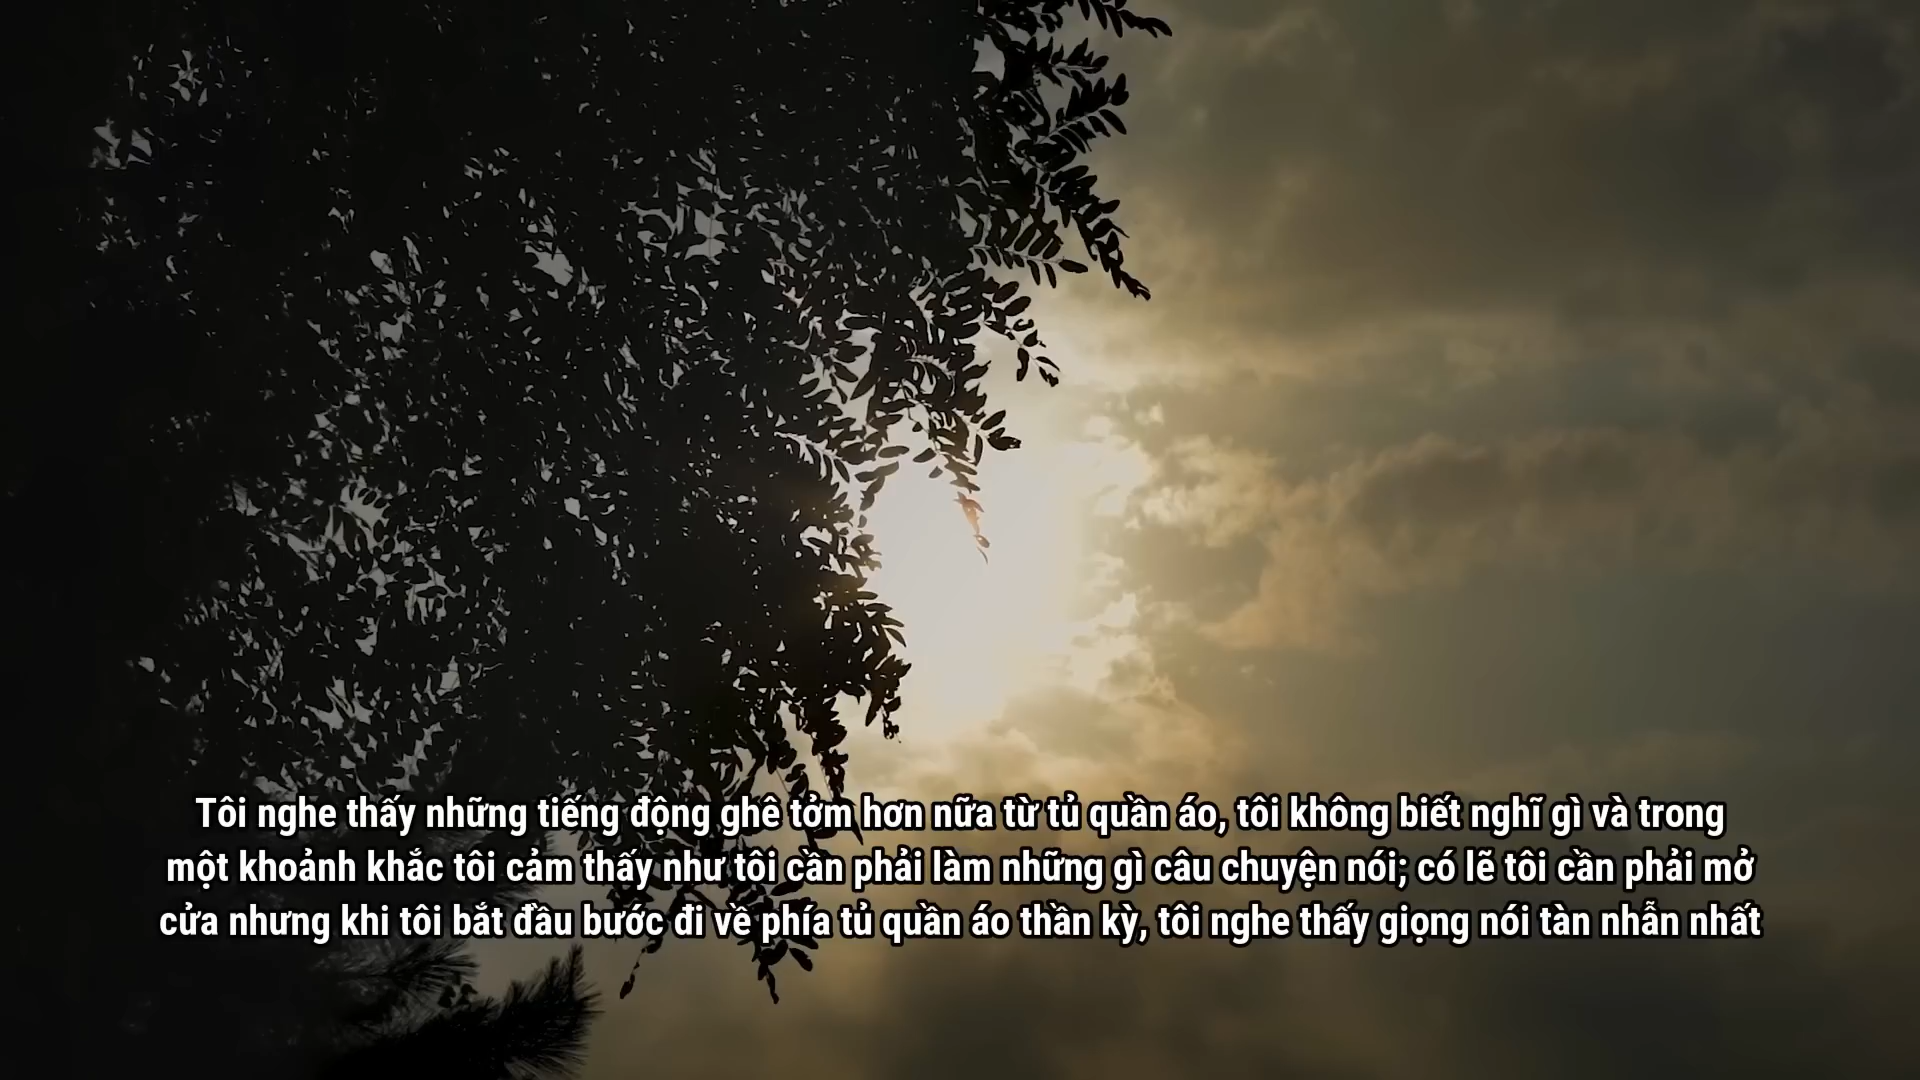 Tôi nghe thấy những tiếng động ghê tởm hơn nữa từ tủ quần áo, tôi không biết nghĩ gì và trong
một khoảnh khắc tôi cảm thấy như tôi cần phải làm những gì câu chuyện nói; có lẽ tôi cần phải mở
cửa nhưng khi tôi bắt đầu bước đi về phía tủ quần áo thần kỳ, tôi nghe thấy giọng nói tàn nhẫn nhất